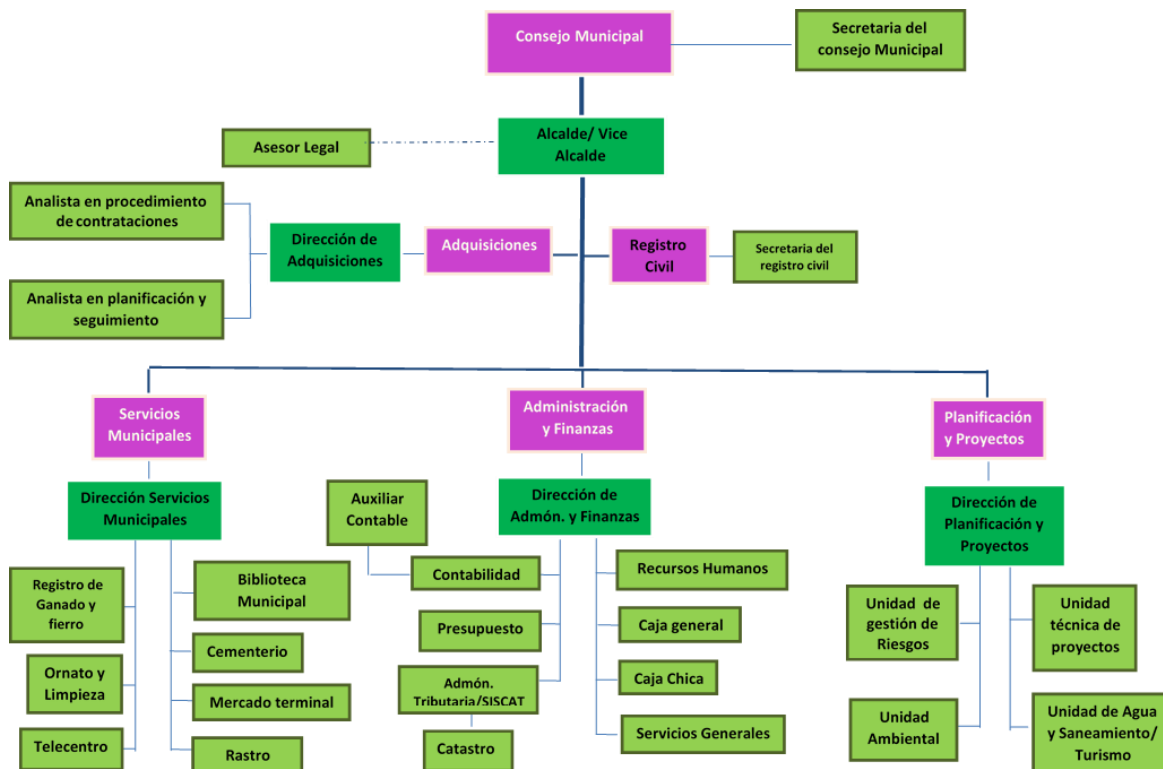 Consejo Municipal
Secretaria del
consejo Municipal
Alcalde/ Vice
Alcalde
Asesor Legal
Analista en procedimiento
de contrataciones
Dirección de
Adquisiciones
Adquisiciones
Registro
Civil
Secretaria del
registro civil
Analista en planificación y
seguimiento
Servicios
Municipales
Administración
y Finanzas
Planificación
y Proyectos
Dirección Servicios
Municipales
Auxiliar
Contable
Dirección de
Admón. y Finanzas
Dirección de
Planificación y
Proyectos
Registro de
Ganado y
fierro
Biblioteca
Municipal
Contabilidad
Recursos Humanos
Unidad de
gestión de
Riesgos
Unidad
técnica de
proyectos
Presupuesto
Caja general
Ornato y
Limpieza
Cementerio
Admón.
Tributaria/SISCAT
Caja Chica
Mercado terminal
Telecentro
Rastro
Catastro
Servicios Generales
Unidad
Ambiental
Unidad de Agua
y Saneamiento/
Turismo